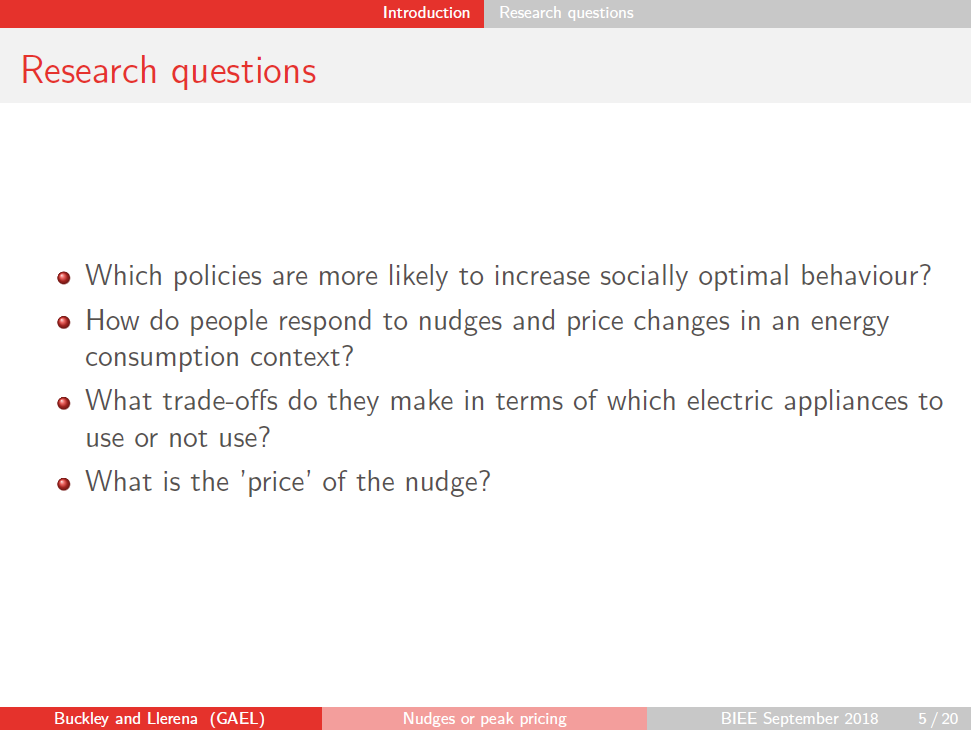 Introduction Research questions
Research questions
Which policies are more likely to increase socially optimal behaviour?
How do people respond to nudges and price changes in an energy
consumption context?
What trade-offs do they make in terms of which electric appliances to
use or not use?
What is the 'price' of the nudge?
Buckley and Llerena (GAEL) Nudges or peak pricing BIEE September 2018 5 / 20